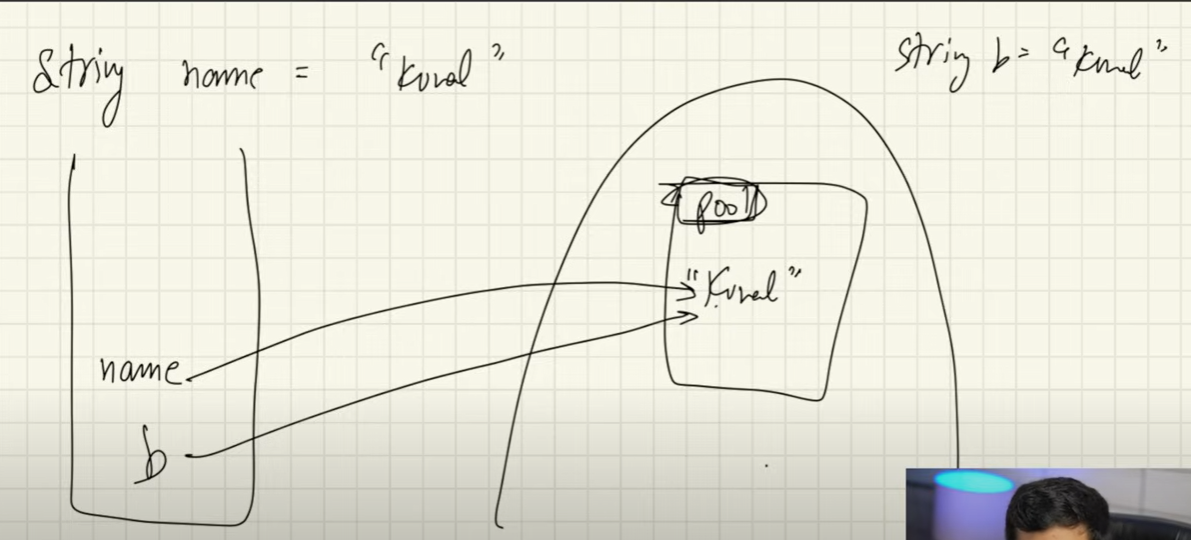 String name = "Kunal"
String b = "Kunal"
pool
"Kunal"
name
b